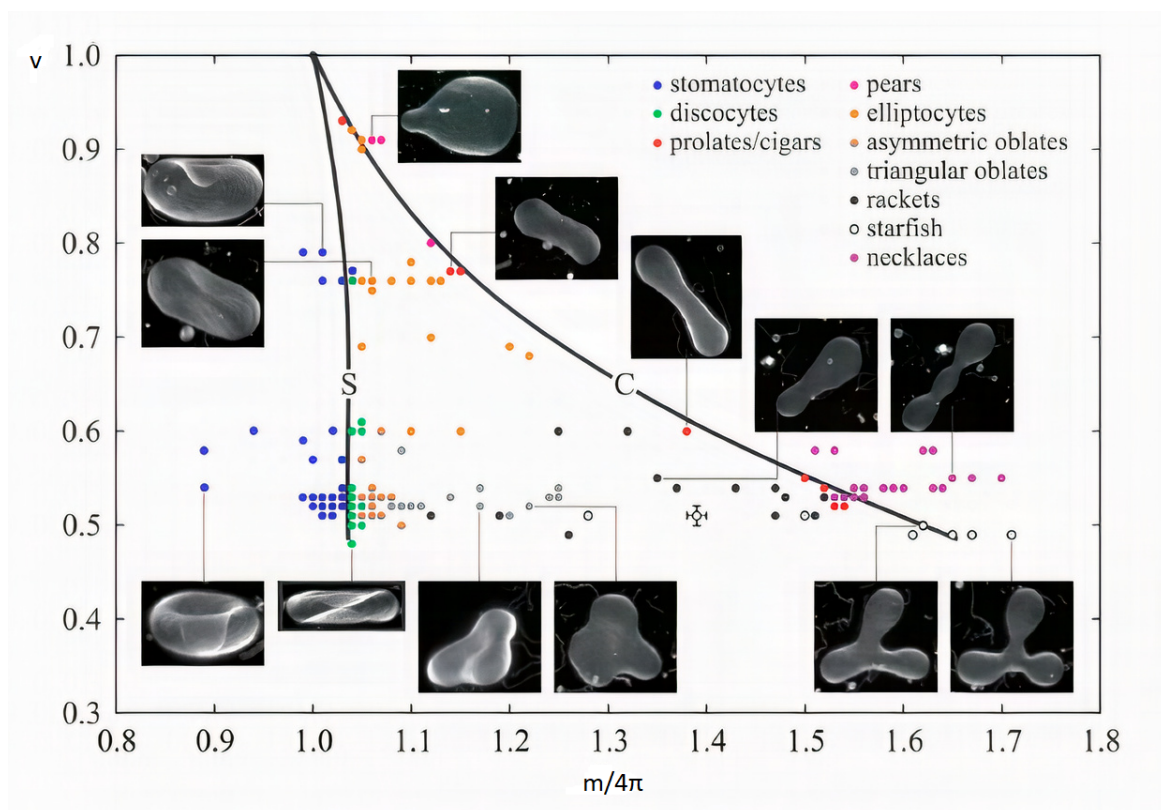 v
1.0
0.9
0.8
0.7
0.6
0.5
0.4
0.3
stomatocytes
discocytes
prolates/cigars
pears
elliptocytes
asymmetric oblates
triangular oblates
rackets
starfish
necklaces
S
C
0.8 0.9 1.0 1.1 1.2 1.3 1.4 1.5 1.6 1.7 1.8
m/4π